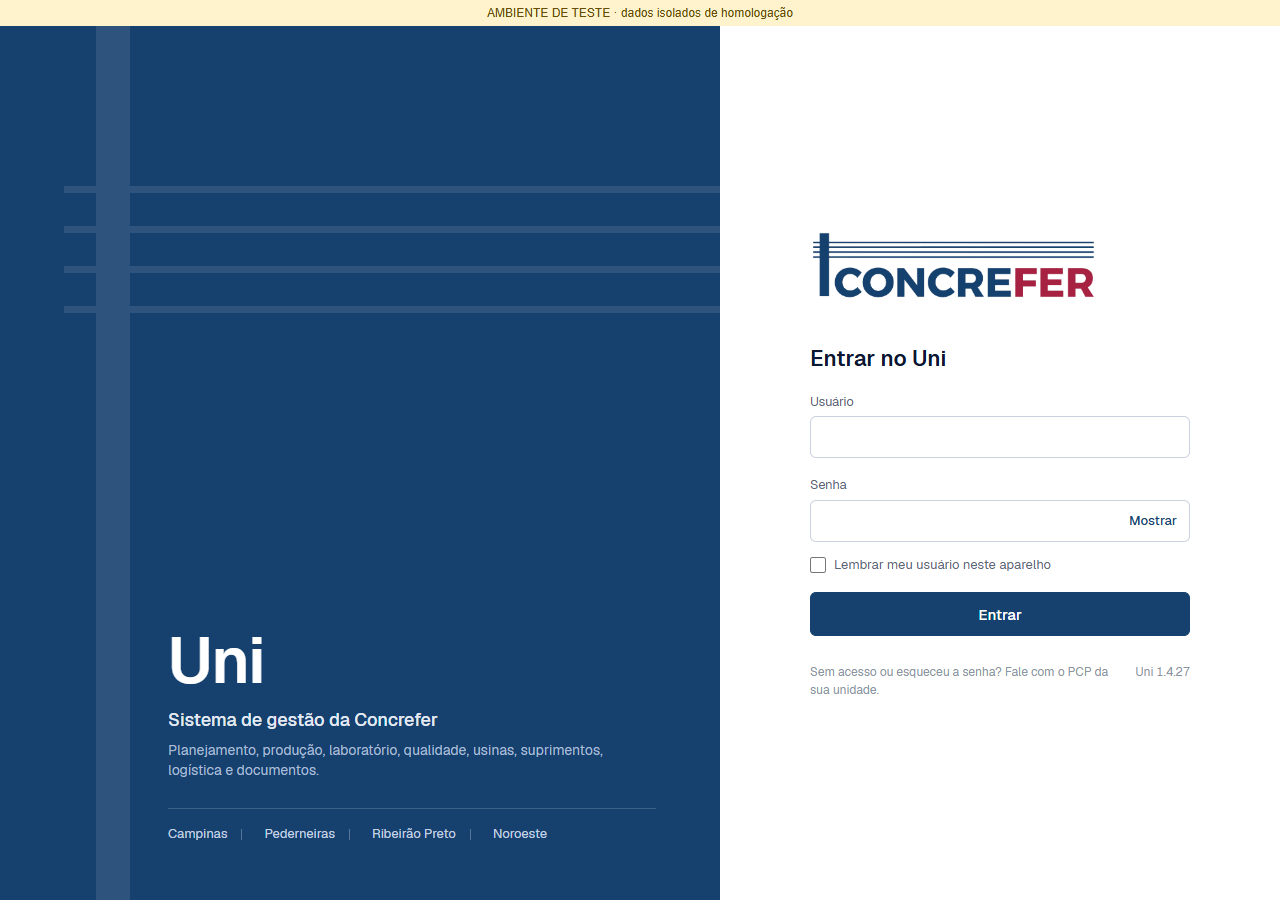 AMBIENTE DE TESTE · dados isolados de homologação
Uni
Sistema de gestão da Concrefer
Planejamento, produção, laboratório, qualidade, usinas, suprimentos,
logística e documentos.
Campinas
Pederneiras
Ribeirão Preto
Noroeste
CONCREFER
Entrar no Uni
Usuário
Senha
Mostrar
Lembrar meu usuário neste aparelho
Entrar
Sem acesso ou esqueceu a senha? Fale com o PCP da
sua unidade.
Uni 1.4.27